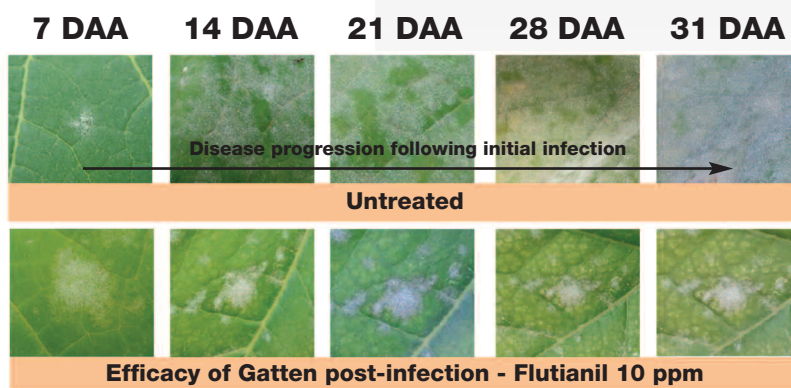 7 DAA 14 DAA 21 DAA 28 DAA 31 DAA
Disease progression following initial infection
Untreated
Efficacy of Gatten post-infection - Flutianil 10 ppm